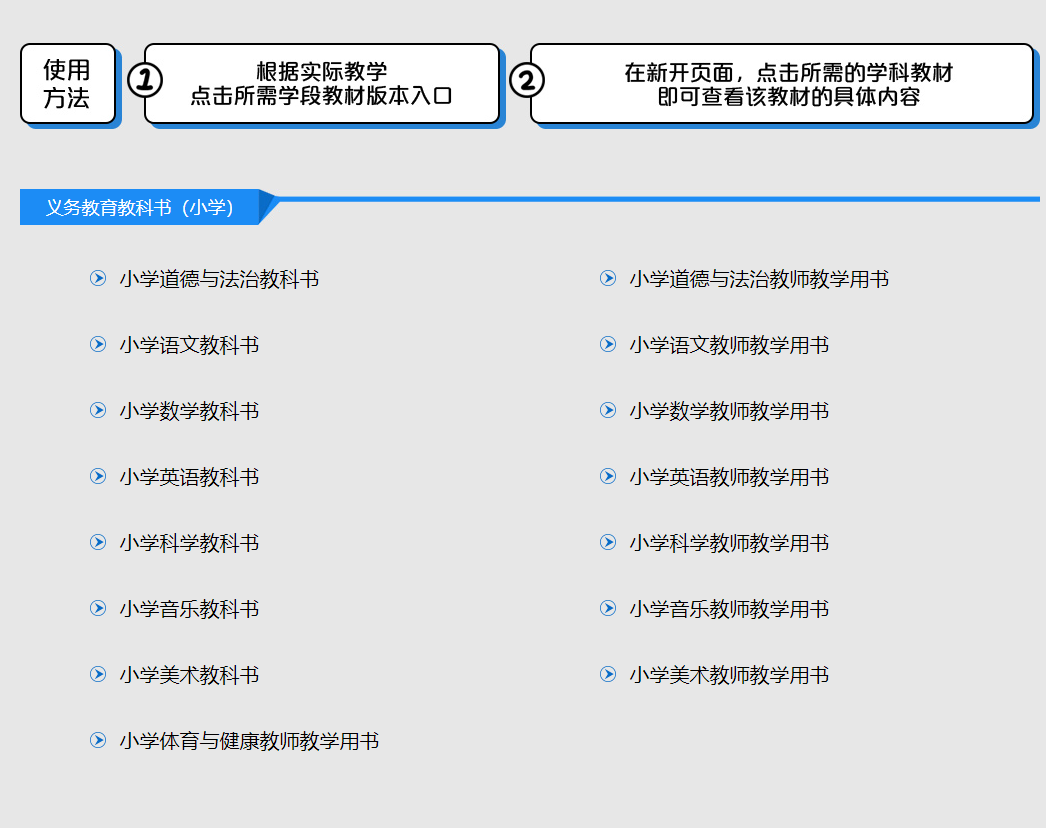 使用
方法
1
根据实际教学
点击所需学段教材版本入口
2
在新开页面，点击所需的学科教材
即可查看该教材的具体内容
义务教育教科书（小学）
小学道德与法治教科书
小学道德与法治教师教学用书
小学语文教科书
小学语文教师教学用书
小学数学教科书
小学数学教师教学用书
小学英语教科书
小学英语教师教学用书
小学科学教科书
小学科学教师教学用书
小学音乐教科书
小学音乐教师教学用书
小学美术教科书
小学美术教师教学用书
小学体育与健康教师教学用书